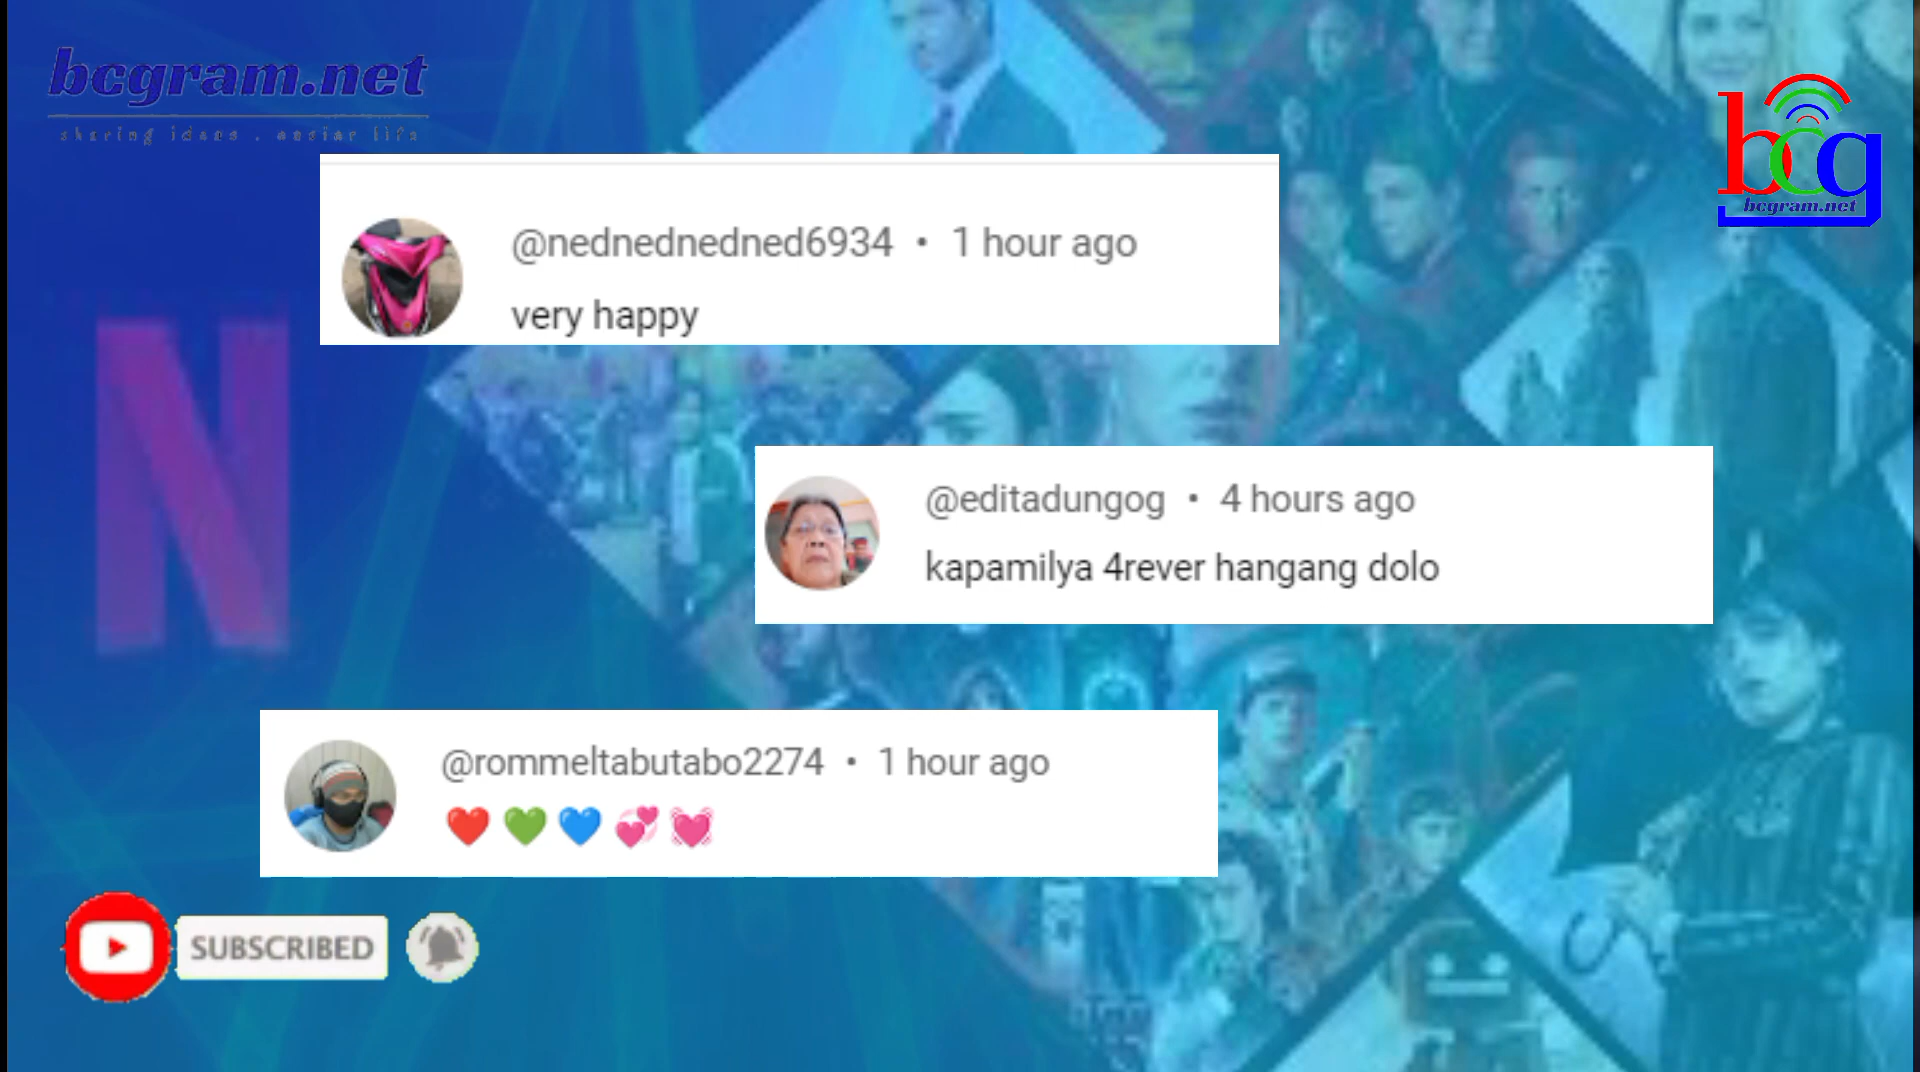 bcgram.net
sharing ideas . easier life
bcg
bcgram.net
@nednednedned6934 • 1 hour ago
very happy
N
@editadungog • 4 hours ago
kapamilya 4rever hangang dolo
@rommeltabutabo2274 • 1 hour ago
❤️ 💚 💙 💞 💓
SUBSCRIBED